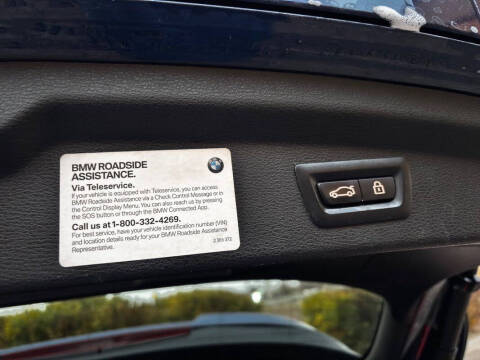 BMW ROADSIDE
ASSISTANCE.
Via Teleservice.
If your vehicle is equipped with Teleservice, you can access
BMW Roadside Assistance via a Check Control Message or in
the Control Display Menu. You can also reach us by pressing
the SOS button or through the BMW Connected App.
Call us at 1-800-332-4269.
For best service, have your vehicle identification number (VIN)
and location details ready for your BMW Roadside Assistance
Representative.